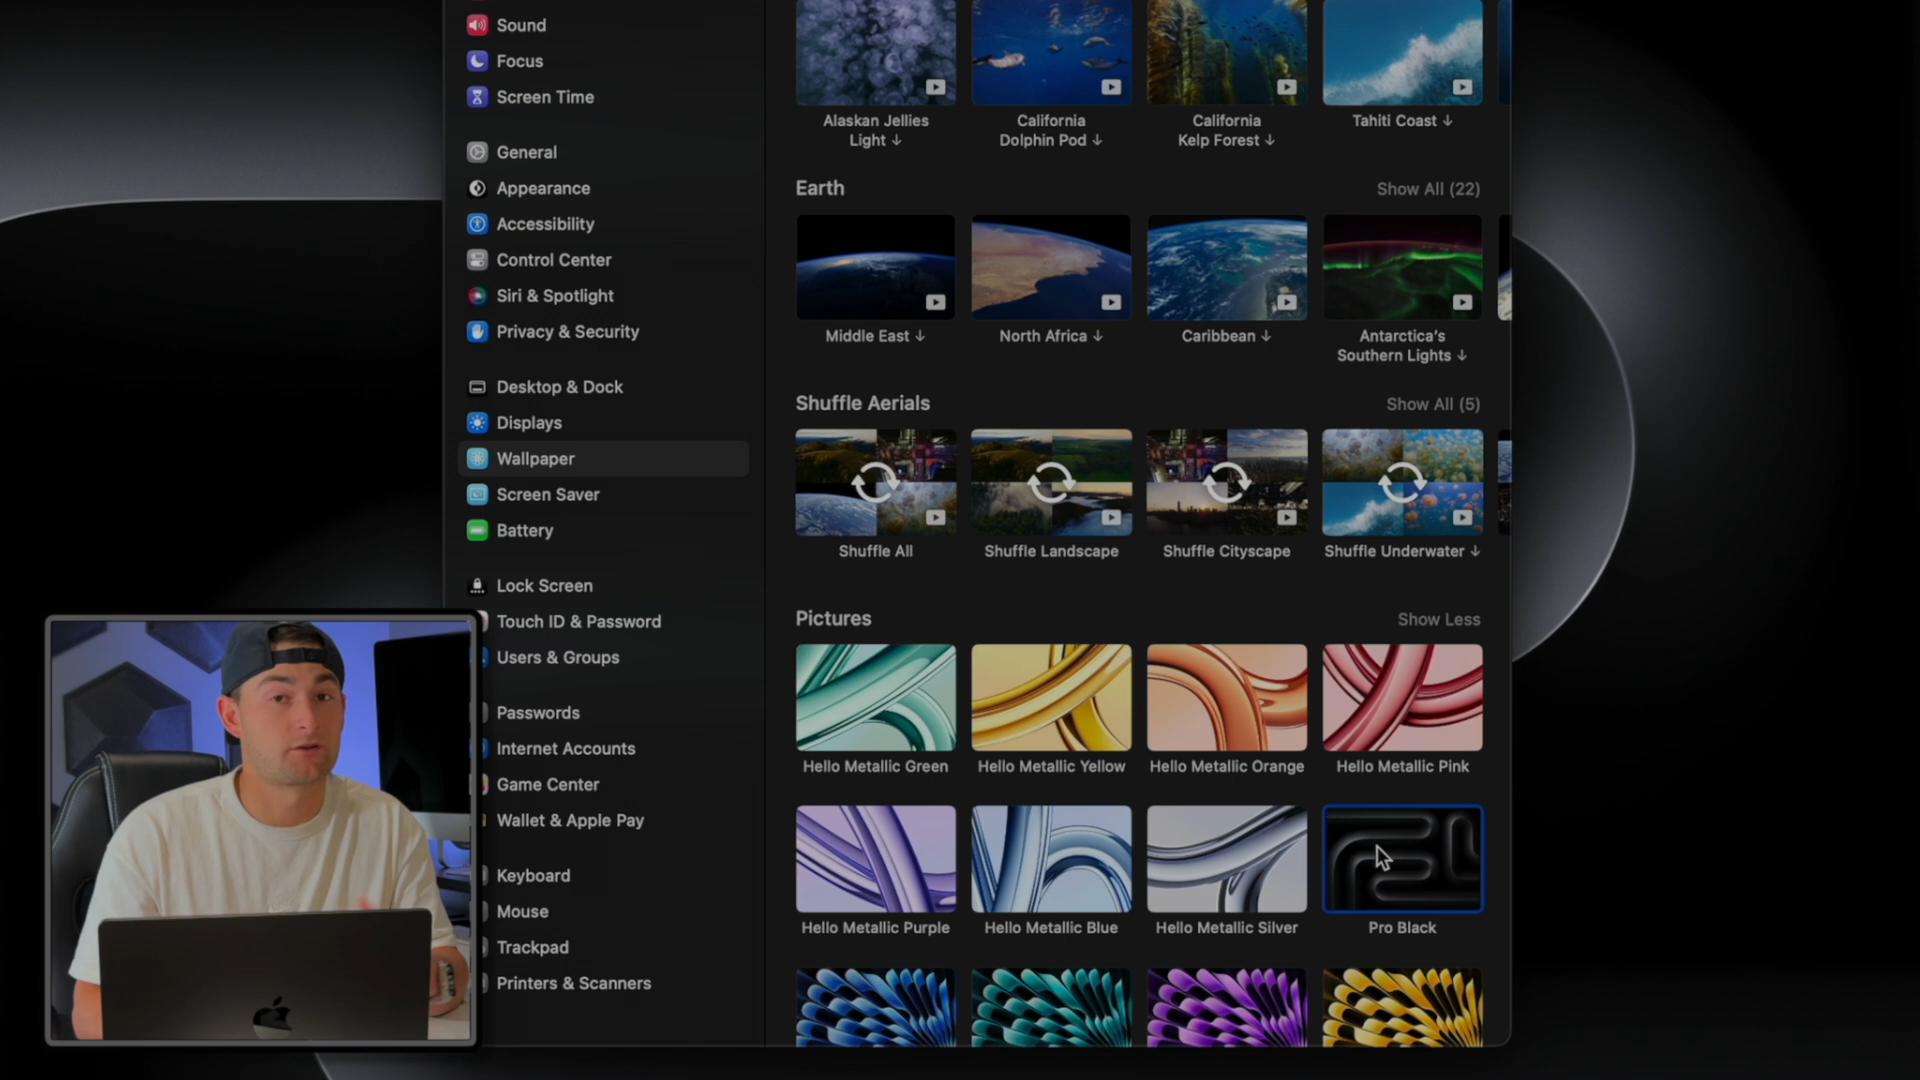 Sound
Focus
Screen Time
General
Appearance
Accessibility
Control Center
Siri & Spotlight
Privacy & Security
Desktop & Dock
Displays
Wallpaper
Screen Saver
Battery
Lock Screen
Touch ID & Password
Users & Groups
Passwords
Internet Accounts
Game Center
Wallet & Apple Pay
Keyboard
Mouse
Trackpad
Printers & Scanners
Alaskan Jellies
Light ↓
California
Dolphin Pod ↓
California
Kelp Forest ↓
Tahiti Coast ↓
Earth
Show All (22)
Middle East ↓
North Africa ↓
Caribbean ↓
Antarctica’s
Southern Lights ↓
Shuffle Aerials
Show All (5)
Shuffle All
Shuffle Landscape
Shuffle Cityscape
Shuffle Underwater ↓
Pictures
Show Less
Hello Metallic Green
Hello Metallic Yellow
Hello Metallic Orange
Hello Metallic Pink
Hello Metallic Purple
Hello Metallic Blue
Hello Metallic Silver
Pro Black